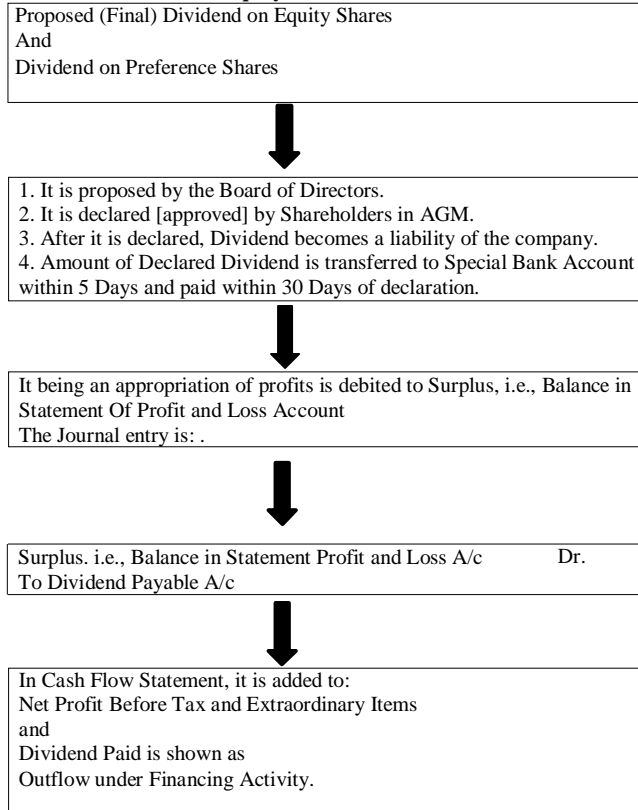 Proposed (Final) Dividend on Equity Shares
And
Dividend on Preference Shares
1. It is proposed by the Board of Directors.
2. It is declared [approved] by Shareholders in AGM.
3. After it is declared, Dividend becomes a liability of the company.
4. Amount of Declared Dividend is transferred to Special Bank Account
within 5 Days and paid within 30 Days of declaration.
It being an appropriation of profits is debited to Surplus, i.e., Balance in
Statement Of Profit and Loss Account
The Journal entry is: .
Surplus. i.e., Balance in Statement Profit and Loss A/c Dr.
To Dividend Payable A/c
In Cash Flow Statement, it is added to:
Net Profit Before Tax and Extraordinary Items
and
Dividend Paid is shown as
Outflow under Financing Activity.